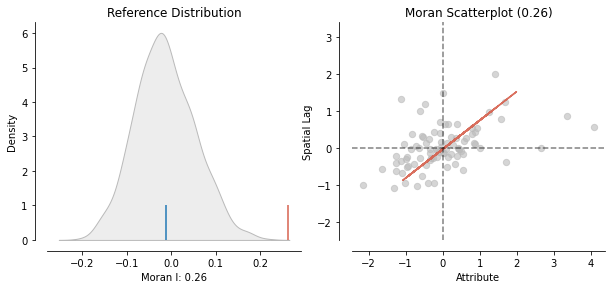 Reference Distribution
6
5
4
3
2
1
0
Density
−0.2 −0.1 0.0 0.1 0.2
Moran I: 0.26
Moran Scatterplot (0.26)
3
2
1
0
−1
−2
Spatial Lag
−2 −1 0 1 2 3 4
Attribute